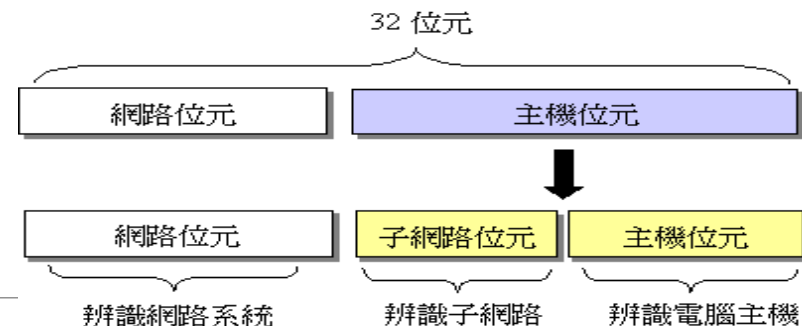 32 位元
網路位元 主機位元
網路位元 子網路位元 主機位元
辨識網路系統 辨識子網路 辨識電腦主機